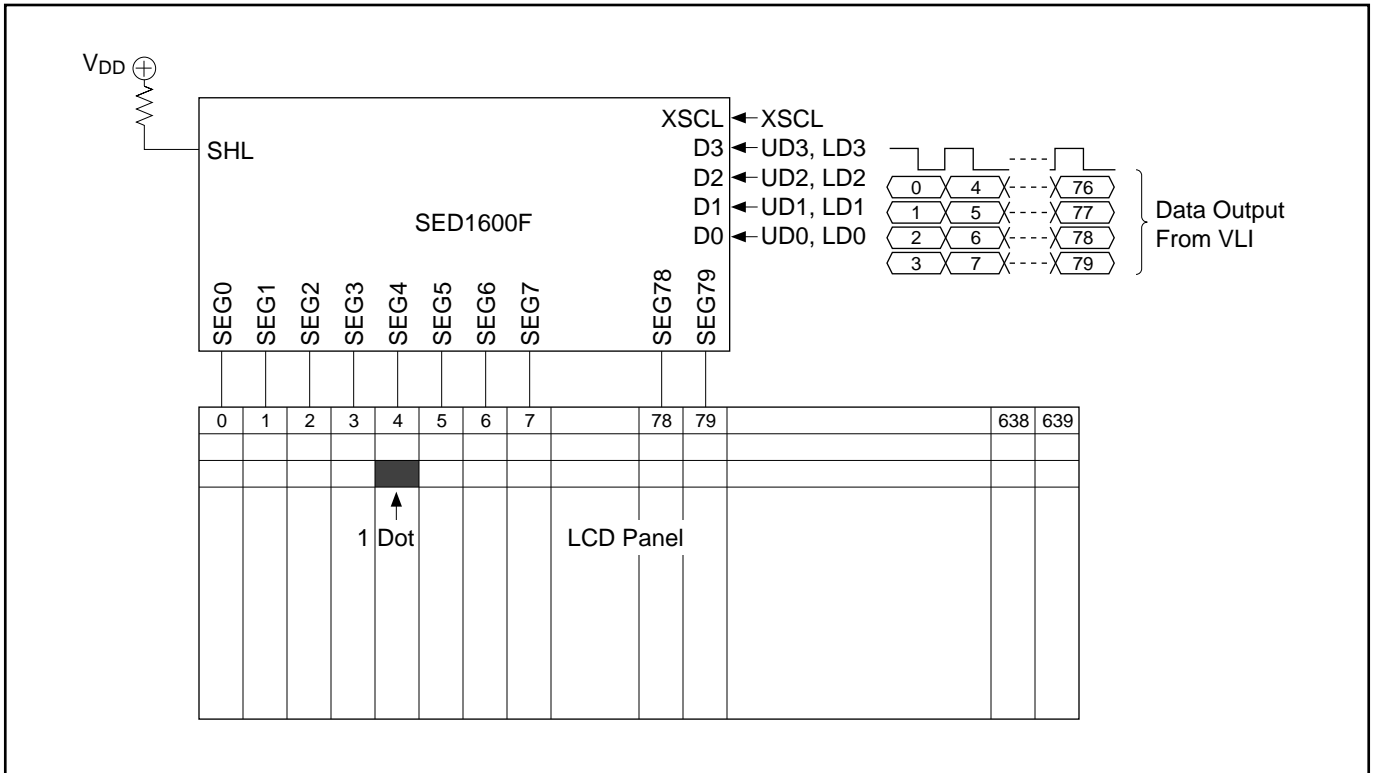 VDD
XSCL XSCL
SHL D3 UD3, LD3
D2 UD2, LD2 0 4 76
D1 UD1, LD1 1 5 77 Data Output
SED1600F D0 UD0, LD0 2 6 78 From VLI
3 7 79
SEG0 SEG1 SEG2 SEG3 SEG4 SEG5 SEG6 SEG7 SEG78 SEG79
0 1 2 3 4 5 6 7 78 79 638 639
1 Dot LCD Panel